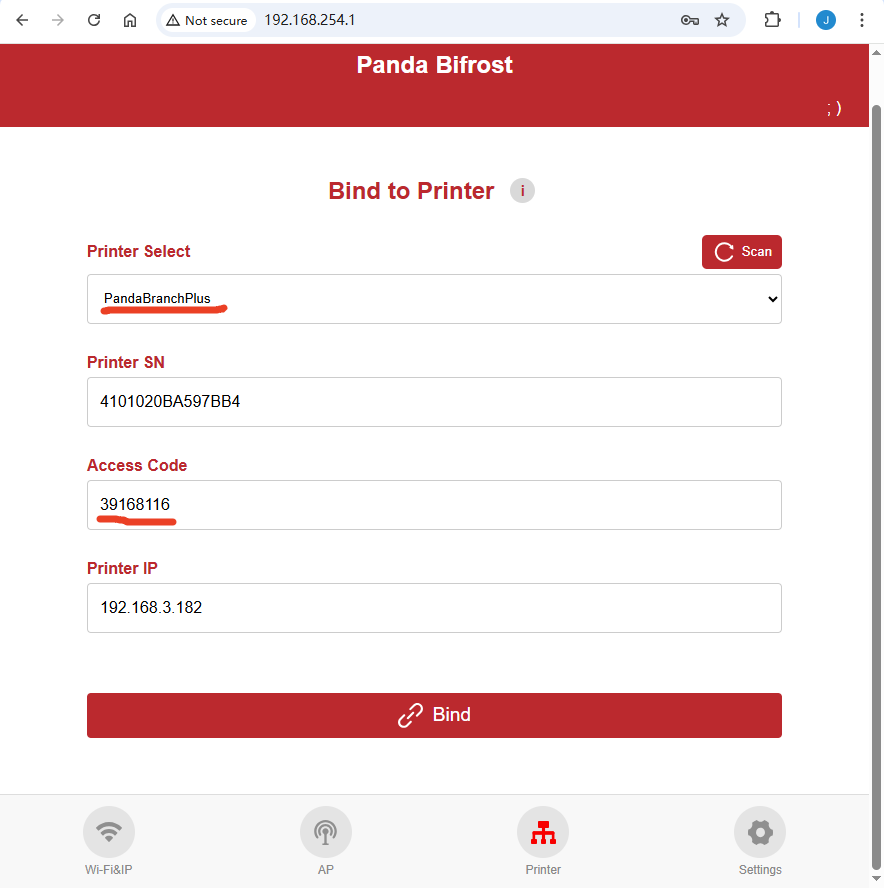 Not secure
192.168.254.1
J
Panda Bifrost
; )
Bind to Printer
i
Printer Select
Scan
PandaBranchPlus
Printer SN
4101020BA597BB4
Access Code
39168116
Printer IP
192.168.3.182
Bind
Wi-Fi&IP
AP
Printer
Settings